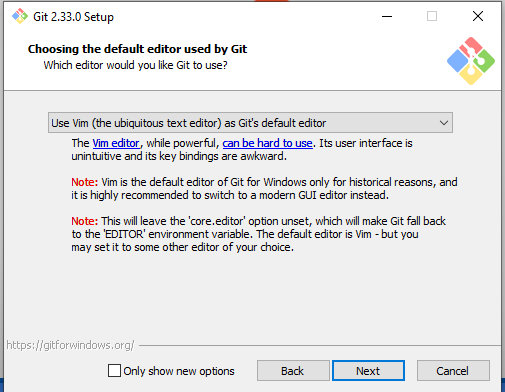 Git 2.33.0 Setup
Choosing the default editor used by Git
Which editor would you like Git to use?
Use Vim (the ubiquitous text editor) as Git's default editor
The Vim editor, while powerful, can be hard to use. Its user interface is
unintuitive and its key bindings are awkward.
Note: Vim is the default editor of Git for Windows only for historical reasons, and
it is highly recommended to switch to a modern GUI editor instead.
Note: This will leave the 'core.editor' option unset, which will make Git fall back
to the 'EDITOR' environment variable. The default editor is Vim - but you
may set it to some other editor of your choice.
https://gitforwindows.org/
Only show new options
Back
Next
Cancel